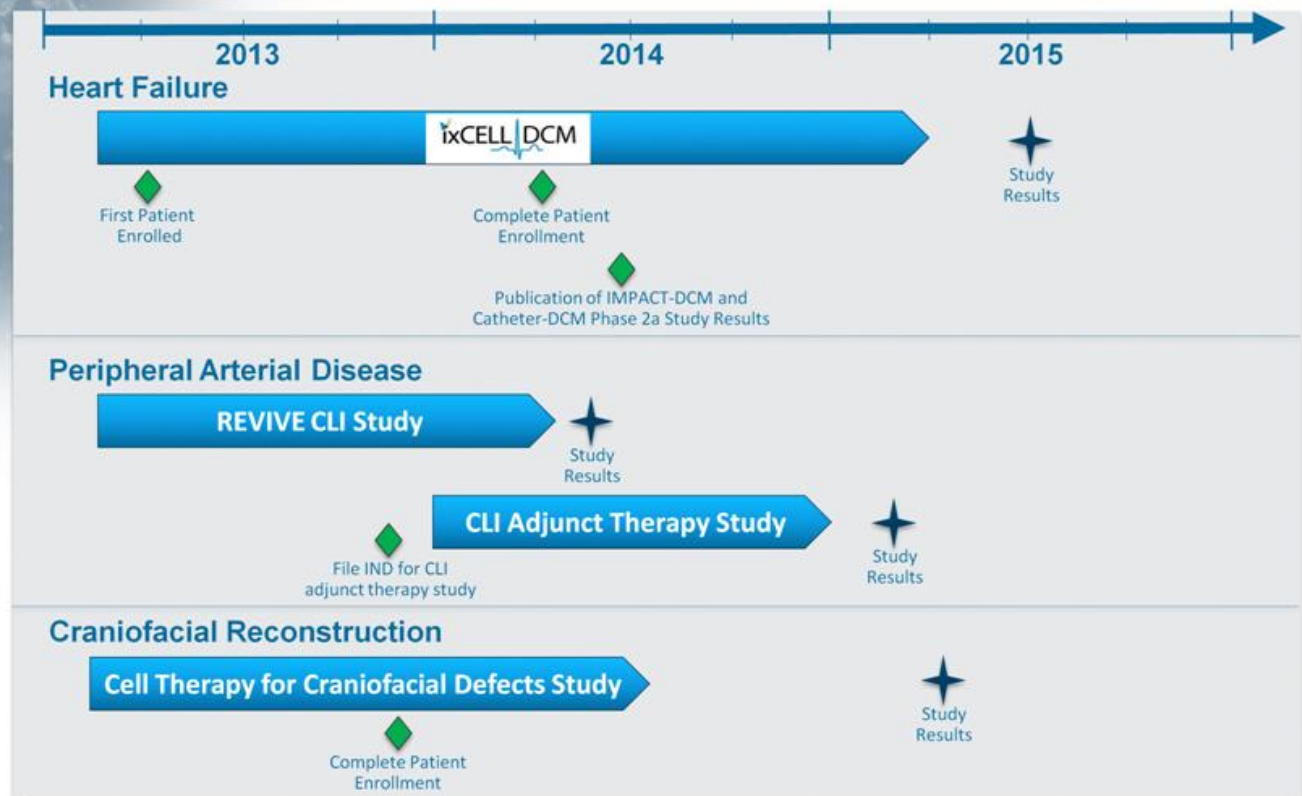 2013
2014
2015
Heart Failure
ixCELL DCM
First Patient
Enrolled
Complete Patient
Enrollment
Study
Results
Publication of IMPACT-DCM and
Catheter-DCM Phase 2a Study Results
Peripheral Arterial Disease
REVIVE CLI Study
Study
Results
CLI Adjunct Therapy Study
File IND for CLI
adjunct therapy study
Study
Results
Craniofacial Reconstruction
Cell Therapy for Craniofacial Defects Study
Complete Patient
Enrollment
Study
Results